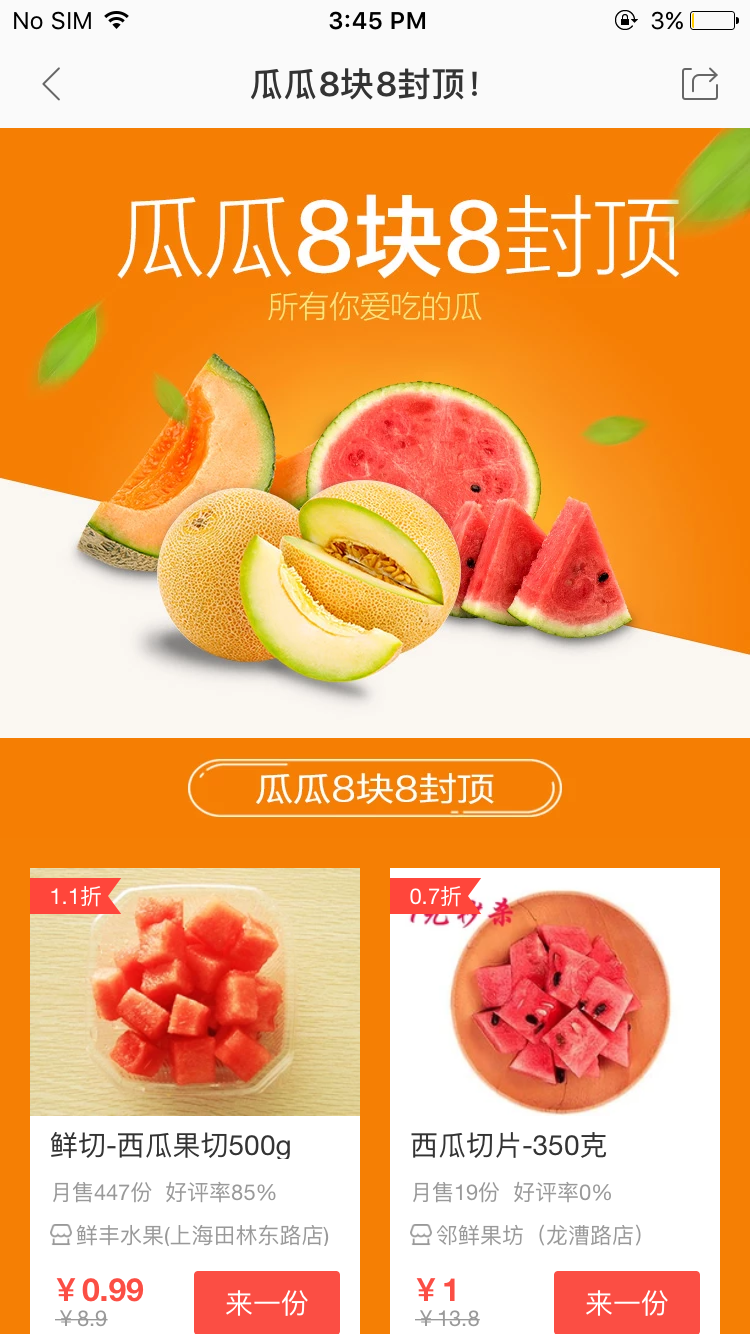 No SIM 3:45 PM 3%
瓜瓜8块8封顶！
瓜瓜8块8封顶
所有你爱吃的瓜
瓜瓜8块8封顶
1.1折
鲜切-西瓜果切500g
月售447份 好评率85%
鲜丰水果(上海田林东路店)
￥0.99
￥8.9
来一份
0.7折
秒杀
西瓜切片-350克
月售19份 好评率0%
邻鲜果坊（龙漕路店）
￥1
￥13.8
来一份